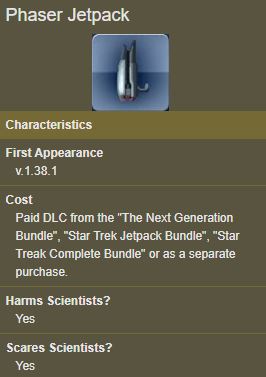 Phaser Jetpack
Characteristics
First Appearance
v.1.38.1
Cost
Paid DLC from the "The Next Generation
Bundle", "Star Trek Jetpack Bundle", "Star
Treak Complete Bundle" or as a separate
purchase.
Harms Scientists?
Yes
Scares Scientists?
Yes